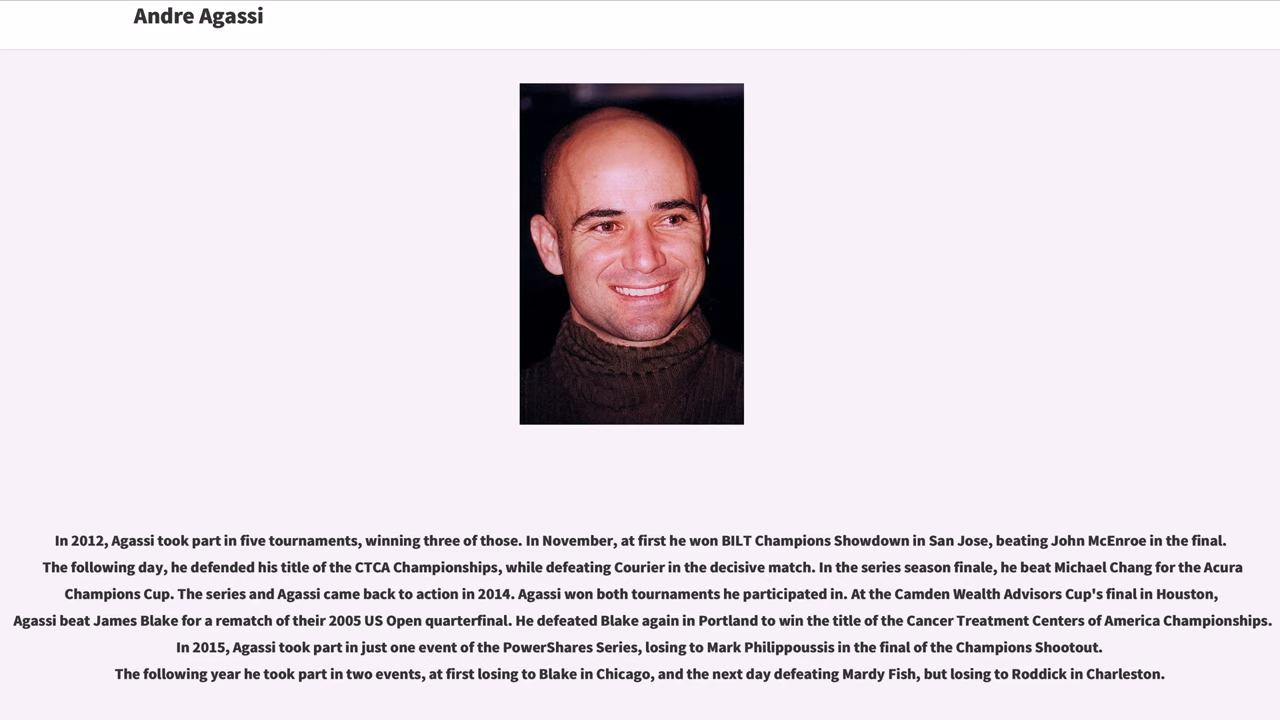 Andre Agassi
In 2012, Agassi took part in five tournaments, winning three of those. In November, at first he won BILT Champions Showdown in San Jose, beating John McEnroe in the final.
The following day, he defended his title of the CTCA Championships, while defeating Courier in the decisive match. In the series season finale, he beat Michael Chang for the Acura
Champions Cup. The series and Agassi came back to action in 2014. Agassi won both tournaments he participated in. At the Camden Wealth Advisors Cup's final in Houston,
Agassi beat James Blake for a rematch of their 2005 US Open quarterfinal. He defeated Blake again in Portland to win the title of the Cancer Treatment Centers of America Championships.
In 2015, Agassi took part in just one event of the PowerShares Series, losing to Mark Philippoussis in the final of the Champions Shootout.
The following year he took part in two events, at first losing to Blake in Chicago, and the next day defeating Mardy Fish, but losing to Roddick in Charleston.